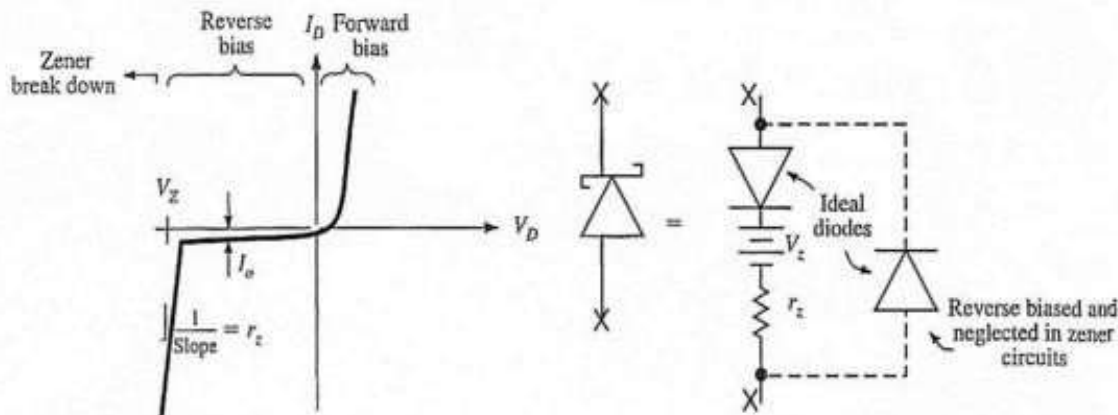 Reverse
bias
I_D
Forward
bias
Zener
break down
V_Z
V_D
I_o
1
Slope
= r_z
X
X
=
X
V_z
r_z
X
Ideal
diodes
Reverse biased and
neglected in zener
circuits